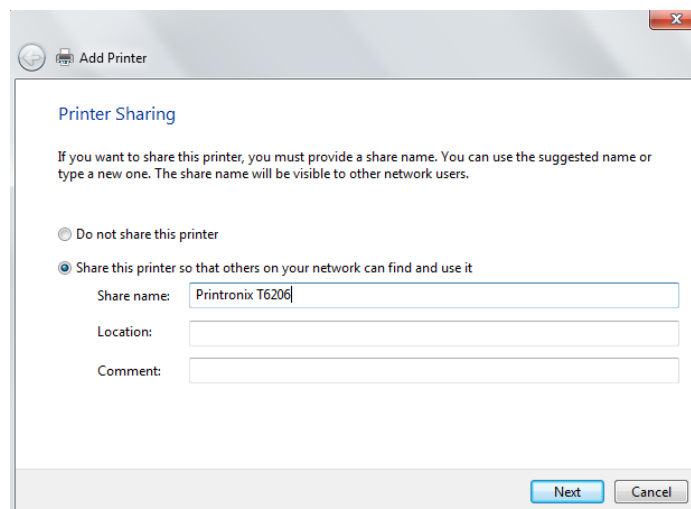 Add Printer
Printer Sharing
If you want to share this printer, you must provide a share name. You can use the suggested name or
type a new one. The share name will be visible to other network users.
Do not share this printer
Share this printer so that others on your network can find and use it
Share name: Printronix T6206
Location:
Comment:
Next Cancel